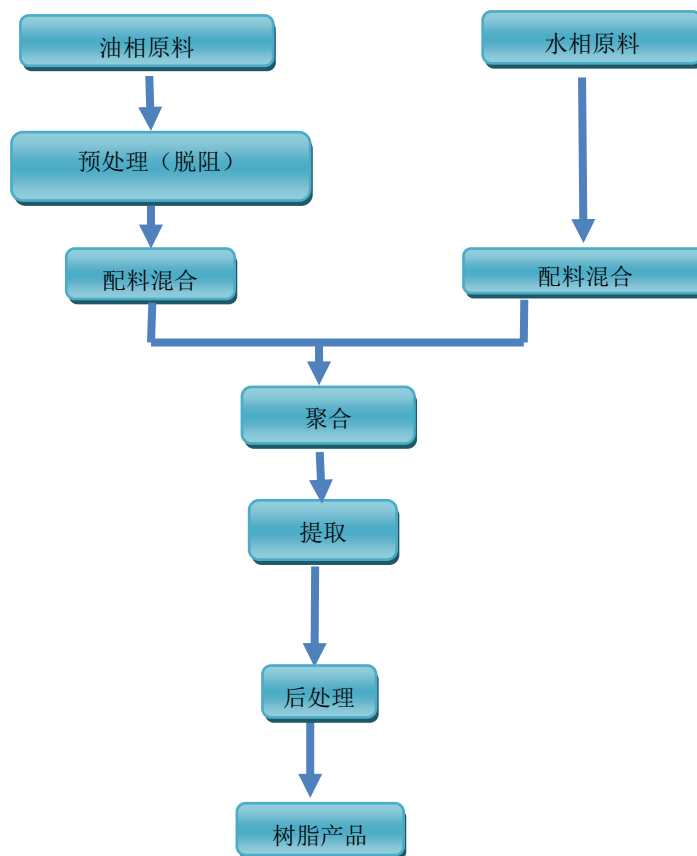 油相原料
水相原料
预处理（脱阻）
配料混合
配料混合
聚合
提取
后处理
树脂产品